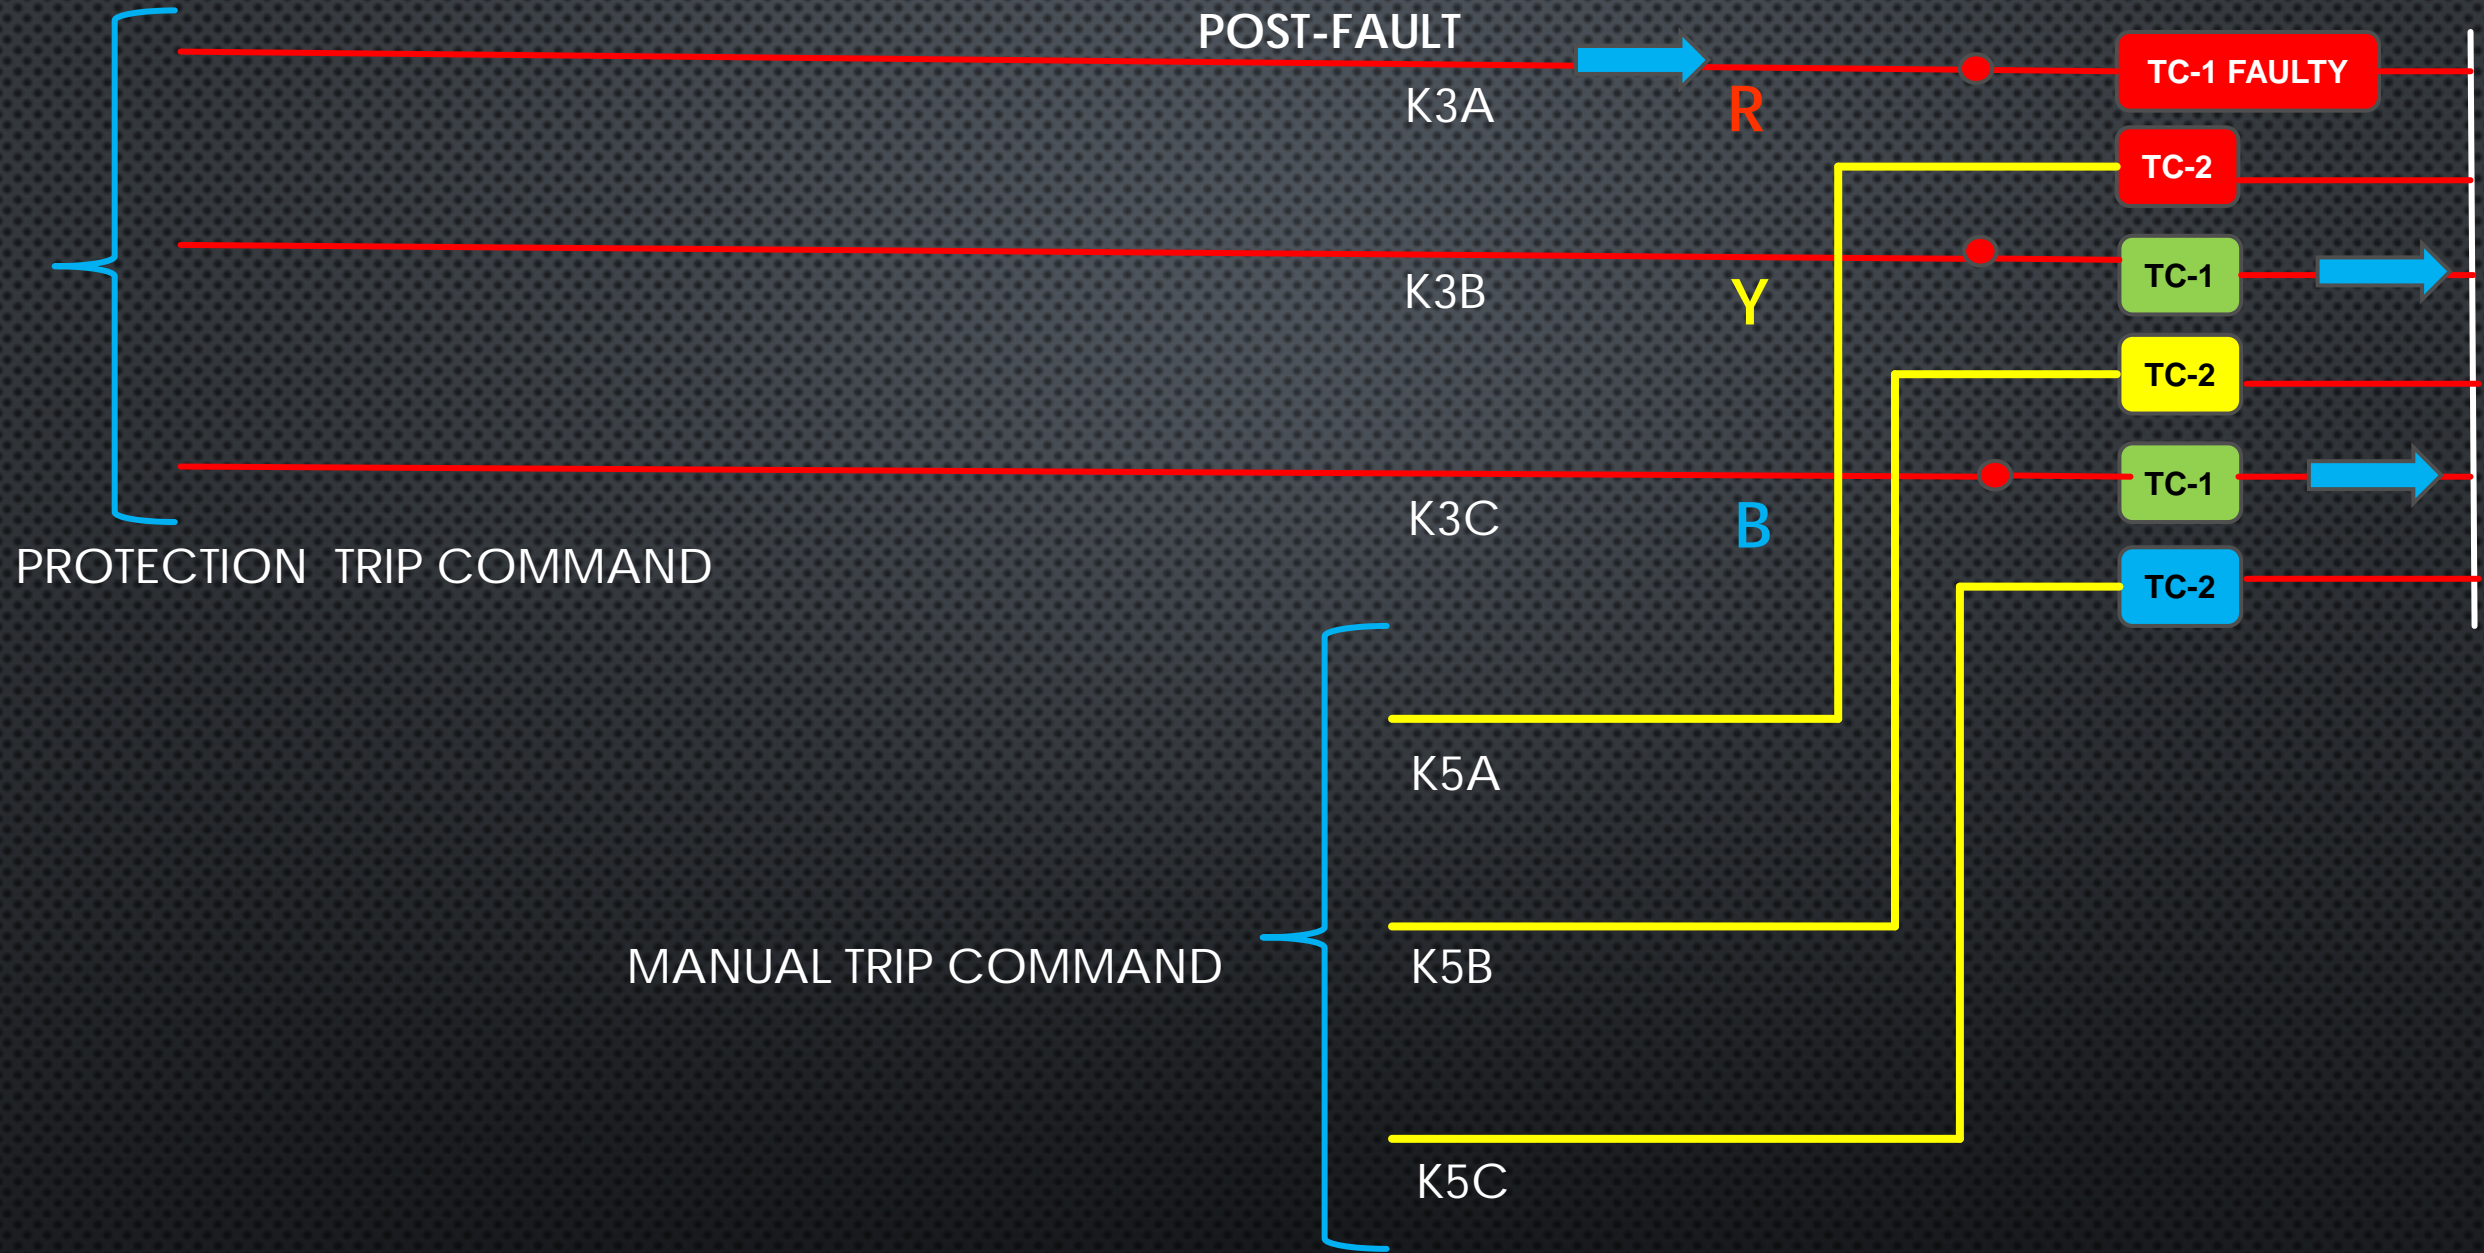 POST-FAULT
TC-1 FAULTY
K3A
R
TC-2
TC-1
K3B
Y
TC-2
TC-1
K3C
B
PROTECTION TRIP COMMAND
TC-2
K5A
MANUAL TRIP COMMAND
K5B
K5C